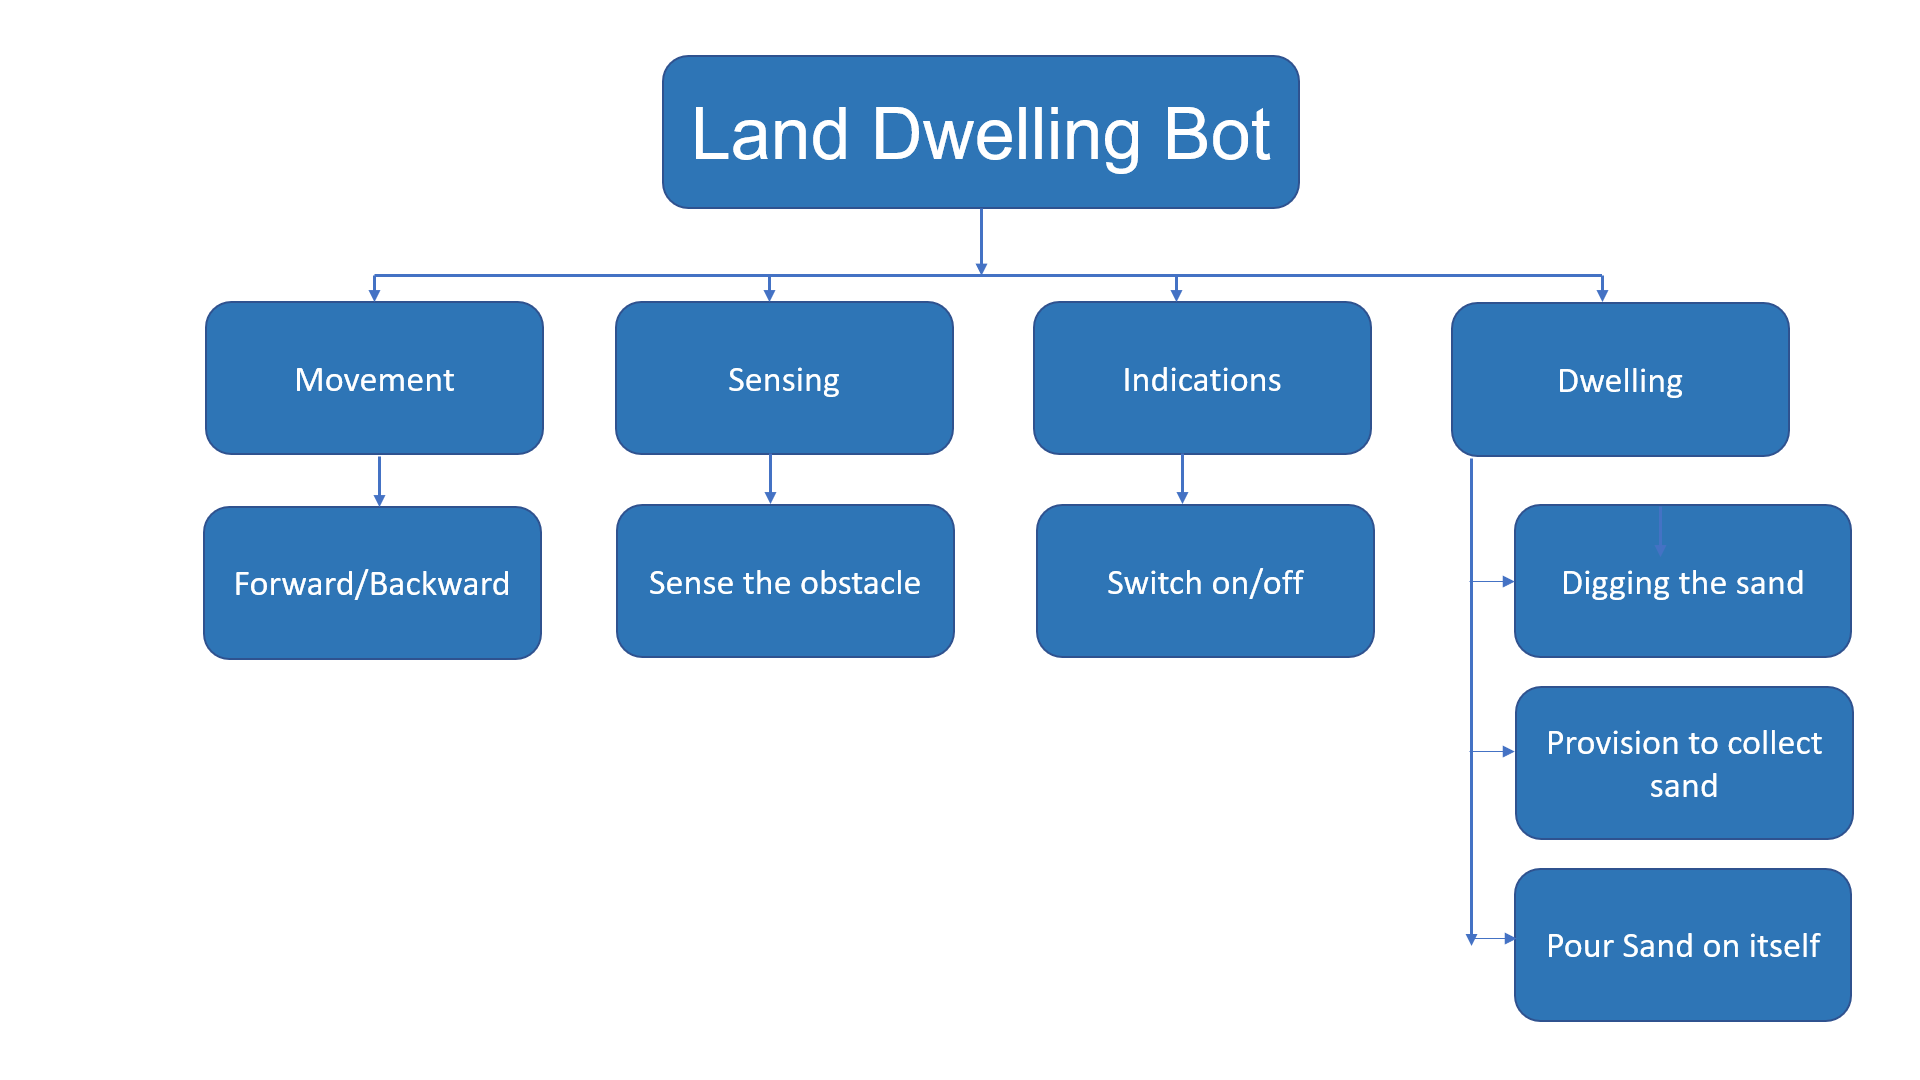 Land Dwelling Bot
Movement
Sensing
Indications
Dwelling
Forward/Backward
Sense the obstacle
Switch on/off
Digging the sand
Provision to collect
sand
Pour Sand on itself